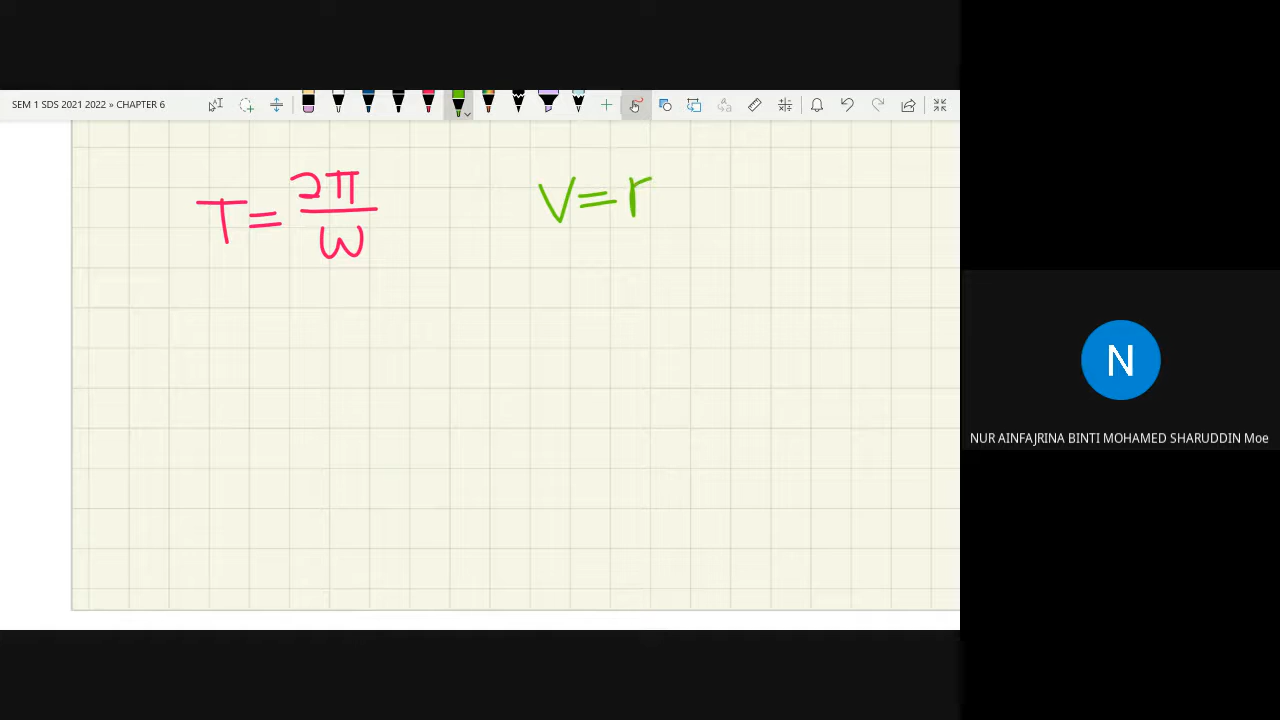 SEM 1 SDS 2021 2022 » CHAPTER 6
T = 2π/ω
V = r
N
NUR AINFAJRINA BINTI MOHAMED SHARUDDIN Moe